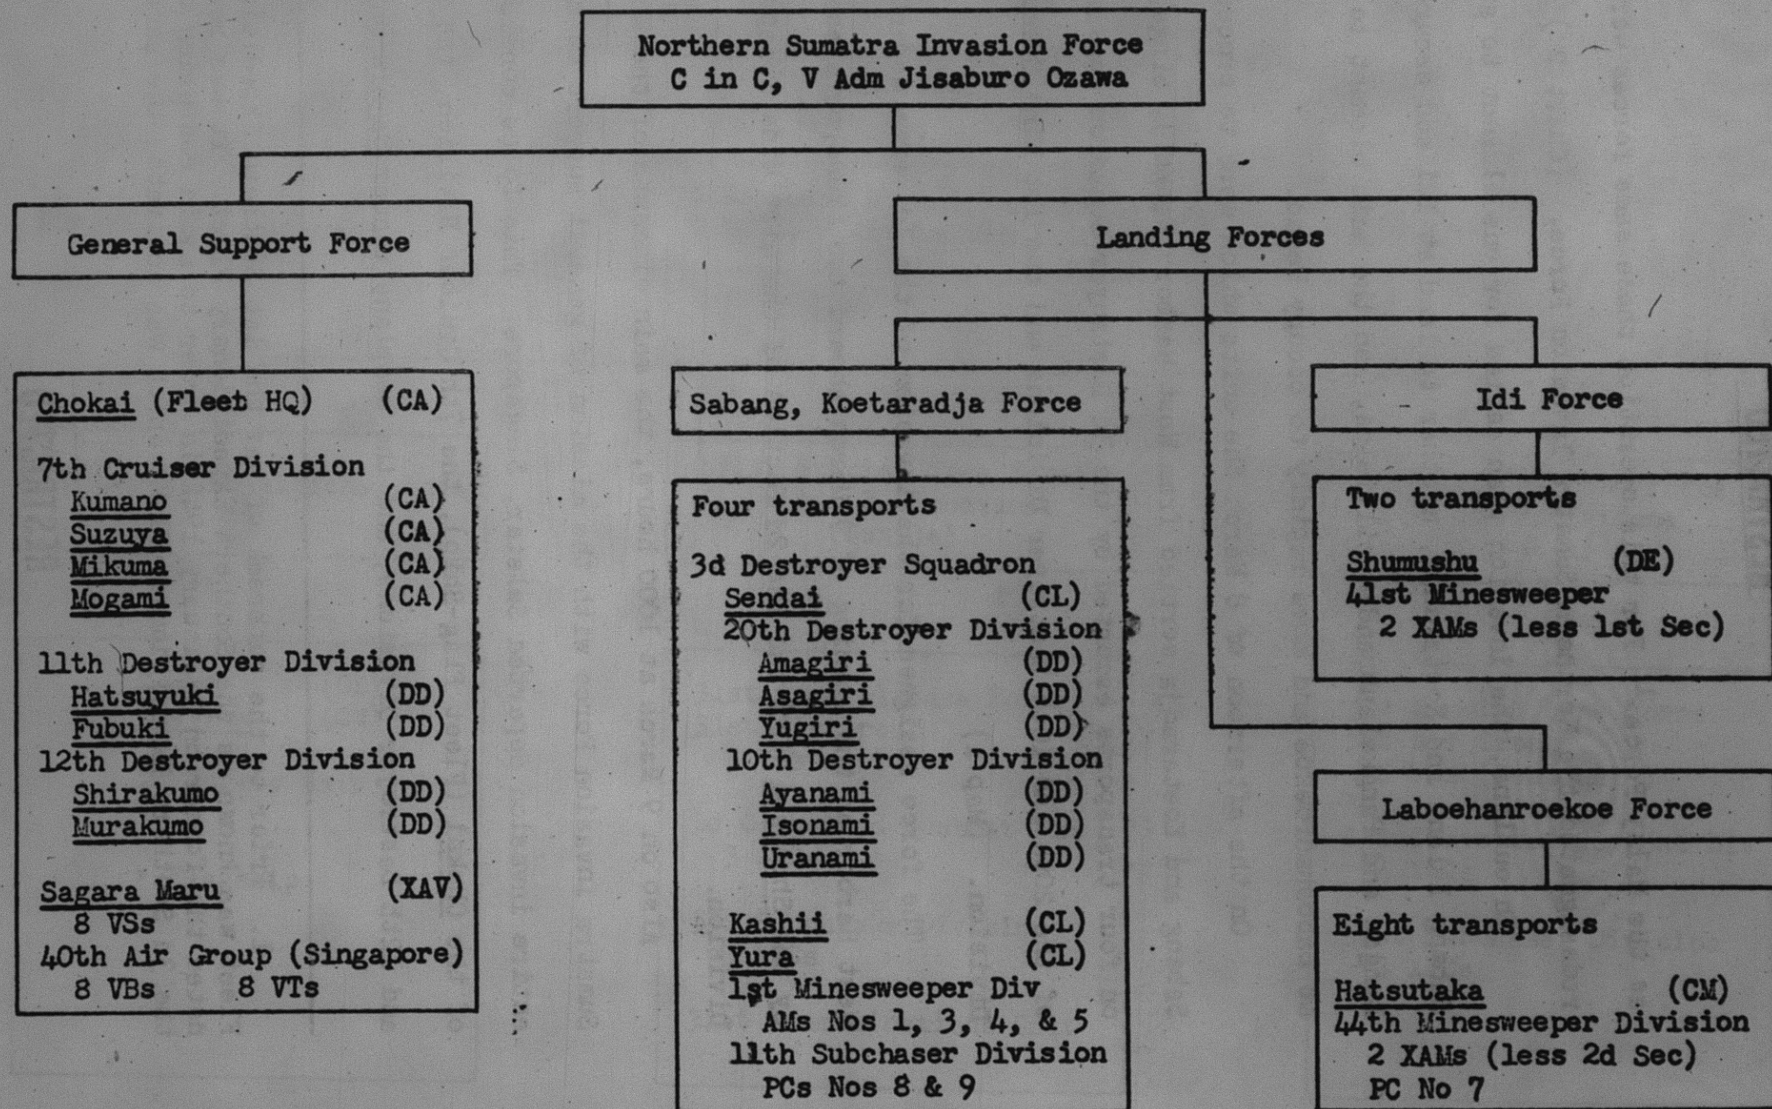 Northern Sumatra Invasion Force
C in C, V Adm Jisaburo Ozawa
General Support Force
Landing Forces
Chokai (Fleet HQ) (CA)
7th Cruiser Division
Kumano (CA)
Suzuya (CA)
Mikuma (CA)
Mogami (CA)
11th Destroyer Division
Hatsuyuki (DD)
Fubuki (DD)
12th Destroyer Division
Shirakumo (DD)
Murakumo (DD)
Sagara Maru (XAV)
8 VSs
40th Air Group (Singapore)
8 VBs 8 VTs
Sabang, Koetaradja Force
Four transports
3d Destroyer Squadron
Sendai (CL)
20th Destroyer Division
Amagiri (DD)
Asagiri (DD)
Yugiri (DD)
10th Destroyer Division
Ayanami (DD)
Isonami (DD)
Uranami (DD)
Kashii (CL)
Yura (CL)
1st Minesweeper Div
AMs Nos 1, 3, 4, & 5
11th Subchaser Division
PCs Nos 8 & 9
Idi Force
Two transports
Shumushu (DE)
41st Minesweeper
2 XAMs (less 1st Sec)
Laboehanroekoe Force
Eight transports
Hatsutaka (CM)
44th Minesweeper Division
2 XAMs (less 2d Sec)
PC No 7